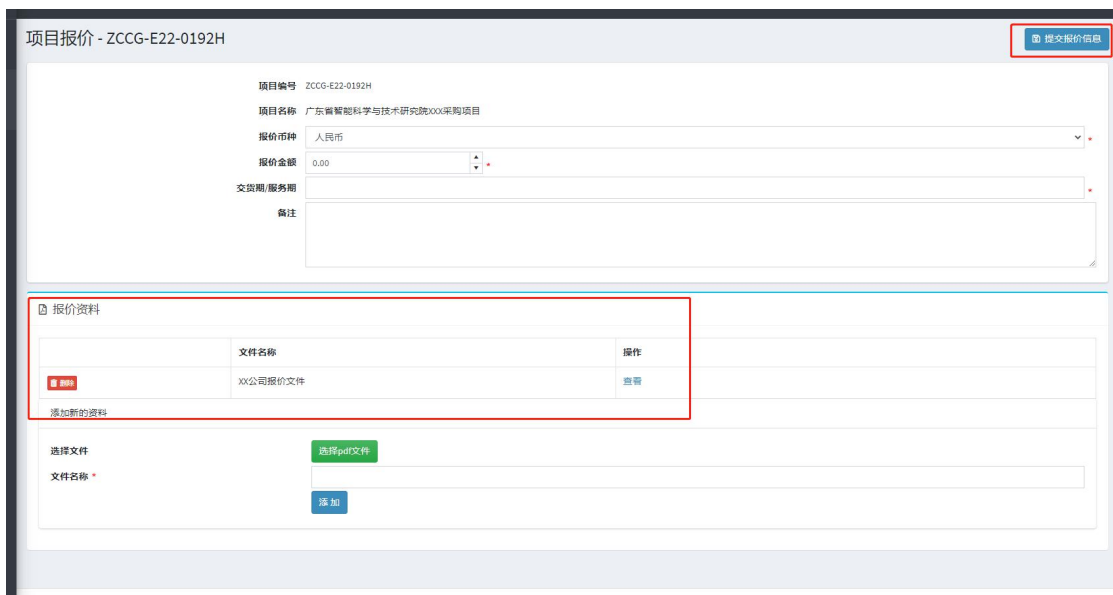 项目报价 - ZCCG-E22-0192H
提交报价信息
项目编号 ZCCG-E22-0192H
项目名称 广东省智能科学与技术研究院XXX采购项目
报价币种 人民币 *
报价金额 0.00 *
交货期/服务期 *
备注
报价资料
文件名称 操作
删除 XX公司报价文件 查看
添加新的资料
选择文件 选择pdf文件
文件名称 *
添 加